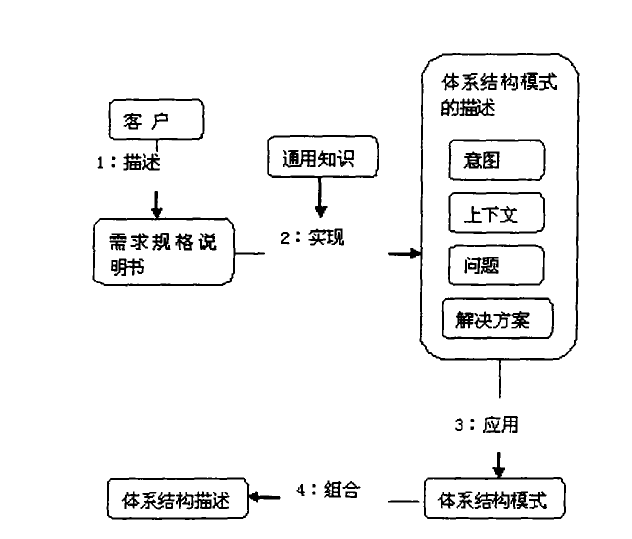 客 户
1：描述
需求规格说
明书
通用知识
2：实现
体系结构模式
的描述
意图
上下文
问题
解决方案
3：应用
体系结构模式
4：组合
体系结构描述